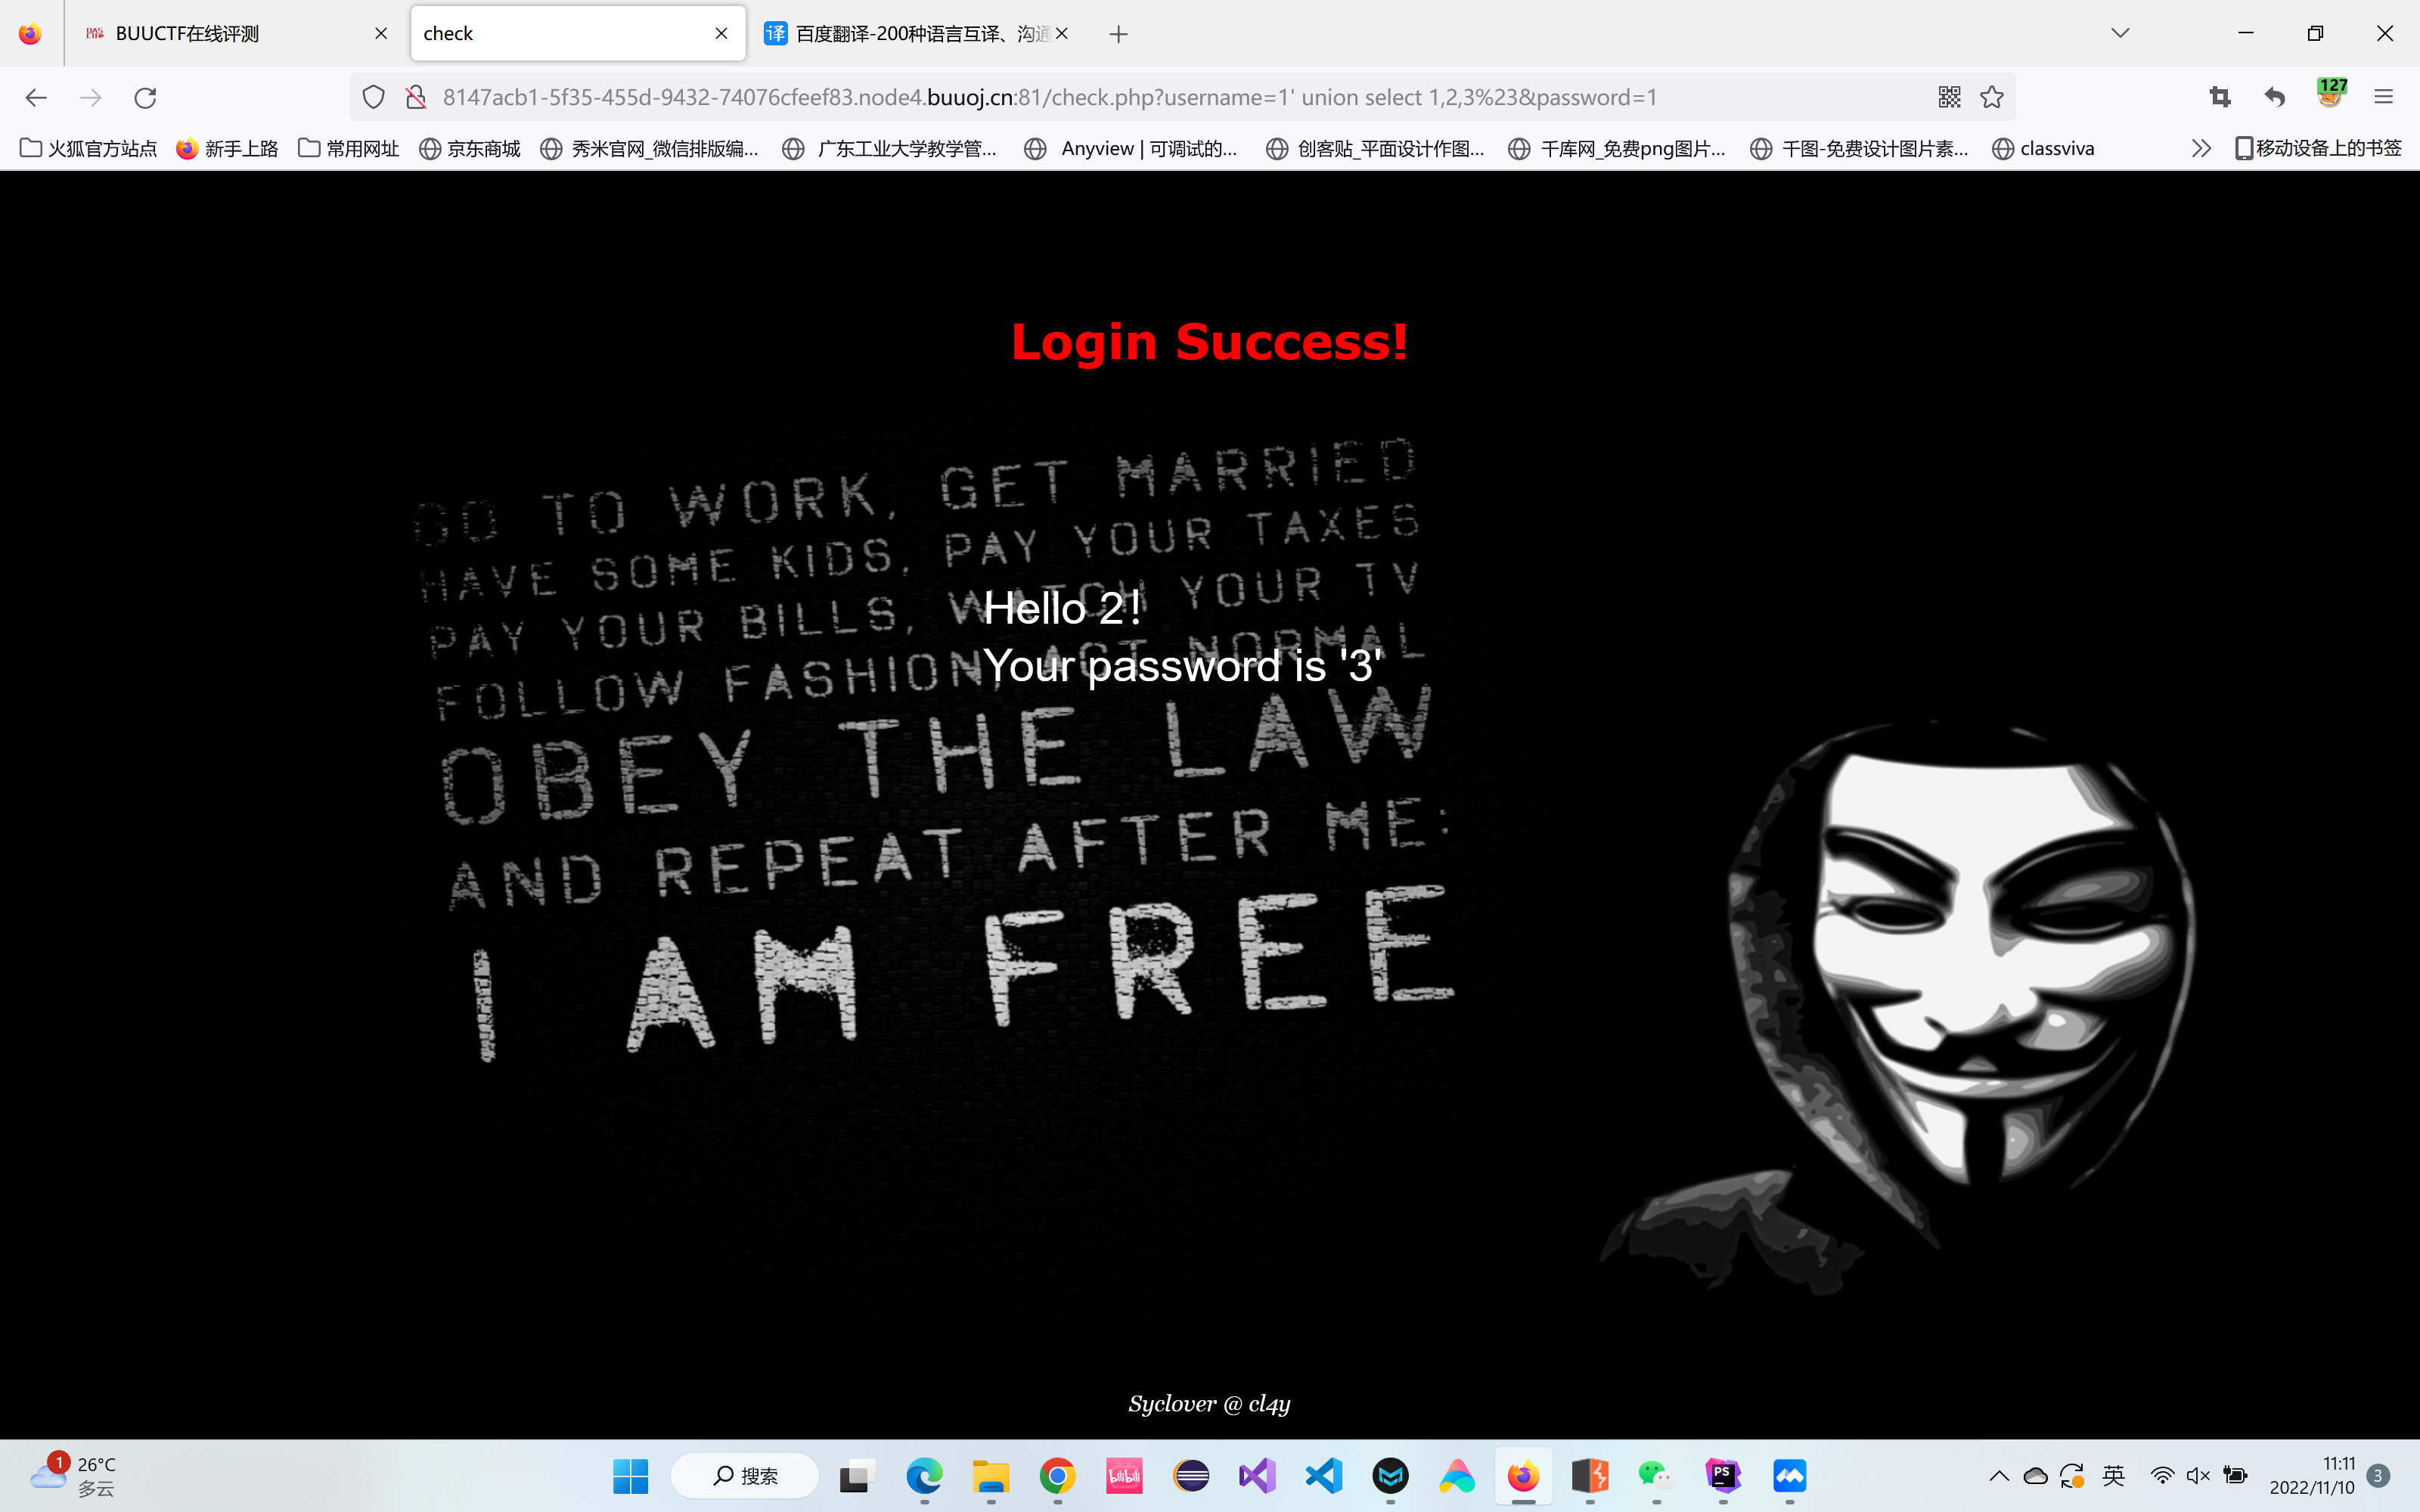 BUUCTF在线评测
check
译 百度翻译-200种语言互译、沟通
8147acb1-5f35-455d-9432-74076cfeef83.node4.buuoj.cn:81/check.php?username=1' union select 1,2,3%23&password=1
127
火狐官方站点 新手上路 常用网址 京东商城 秀米官网_微信排版编... 广东工业大学教学管... Anyview | 可调试的... 创客贴_平面设计作图... 千库网_免费png图片... 千图-免费设计图片素... classviva 移动设备上的书签
Login Success!
GO TO WORK, GET MARRIED
HAVE SOME KIDS, PAY YOUR TAXES
PAY YOUR BILLS, WATCH YOUR TV
Hello 2!
FOLLOW FASHION, ACT NORMAL
Your password is '3'
OBEY THE LAW
AND REPEAT AFTER ME:
I AM FREE
Syclover @ cl4y
1
26°C
多云
搜索
bilibili
PS
英
11:11
2022/11/10
3